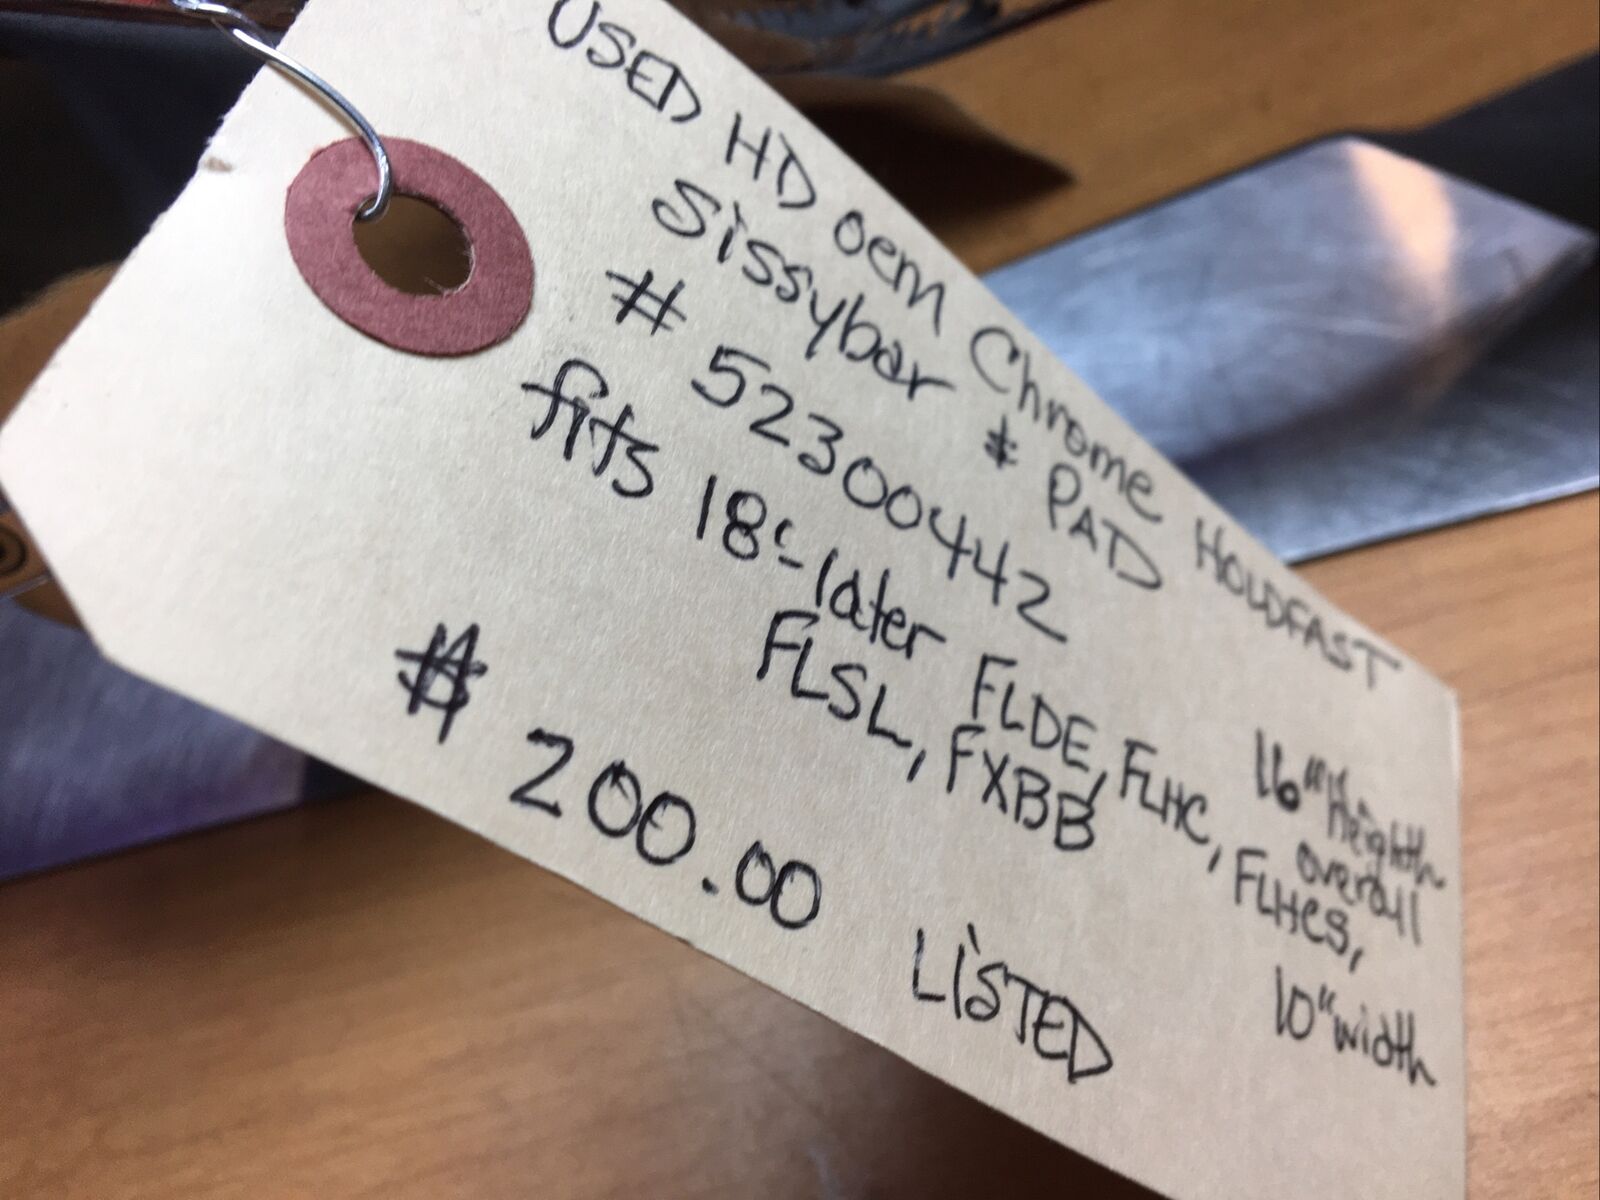 USED HD oem Chrome HOLDFAST
Sissybar & PAD
# 52300442
fits 18'-later FLDE, FLHC, FLHCS,
FLSL, FXBB
16" heighth
overall
10" width
$ 200.00 LISTED